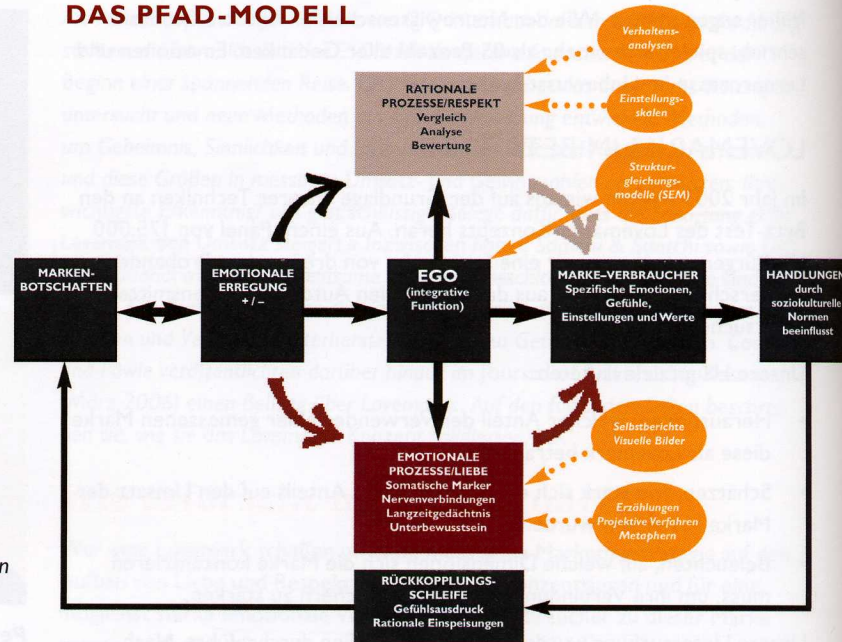 DAS PFAD-MODELL
Verhaltens-
analysen
RATIONALE
PROZESSE/RESPEKT
Vergleich
Analyse
Bewertung
Einstellungs-
skalen
Struktur-
gleichungs-
modelle (SEM)
MARKEN-
BOTSCHAFTEN
EMOTIONALE
ERREGUNG
+ / –
EGO
(integrative
Funktion)
MARKE–VERBRAUCHER
Spezifische Emotionen,
Gefühle,
Einstellungen und Werte
HANDLUNGEN
durch
soziokulturelle
Normen
beeinflusst
EMOTIONALE
PROZESSE/LIEBE
Somatische Marker
Nervenverbindungen
Langzeitgedächtnis
Unterbewusstsein
Selbstberichte
Visuelle Bilder
Erzählungen
Projektive Verfahren
Metaphern
RÜCKKOPPLUNGS-
SCHLEIFE
Gefühlsausdruck
Rationale Einspeisungen